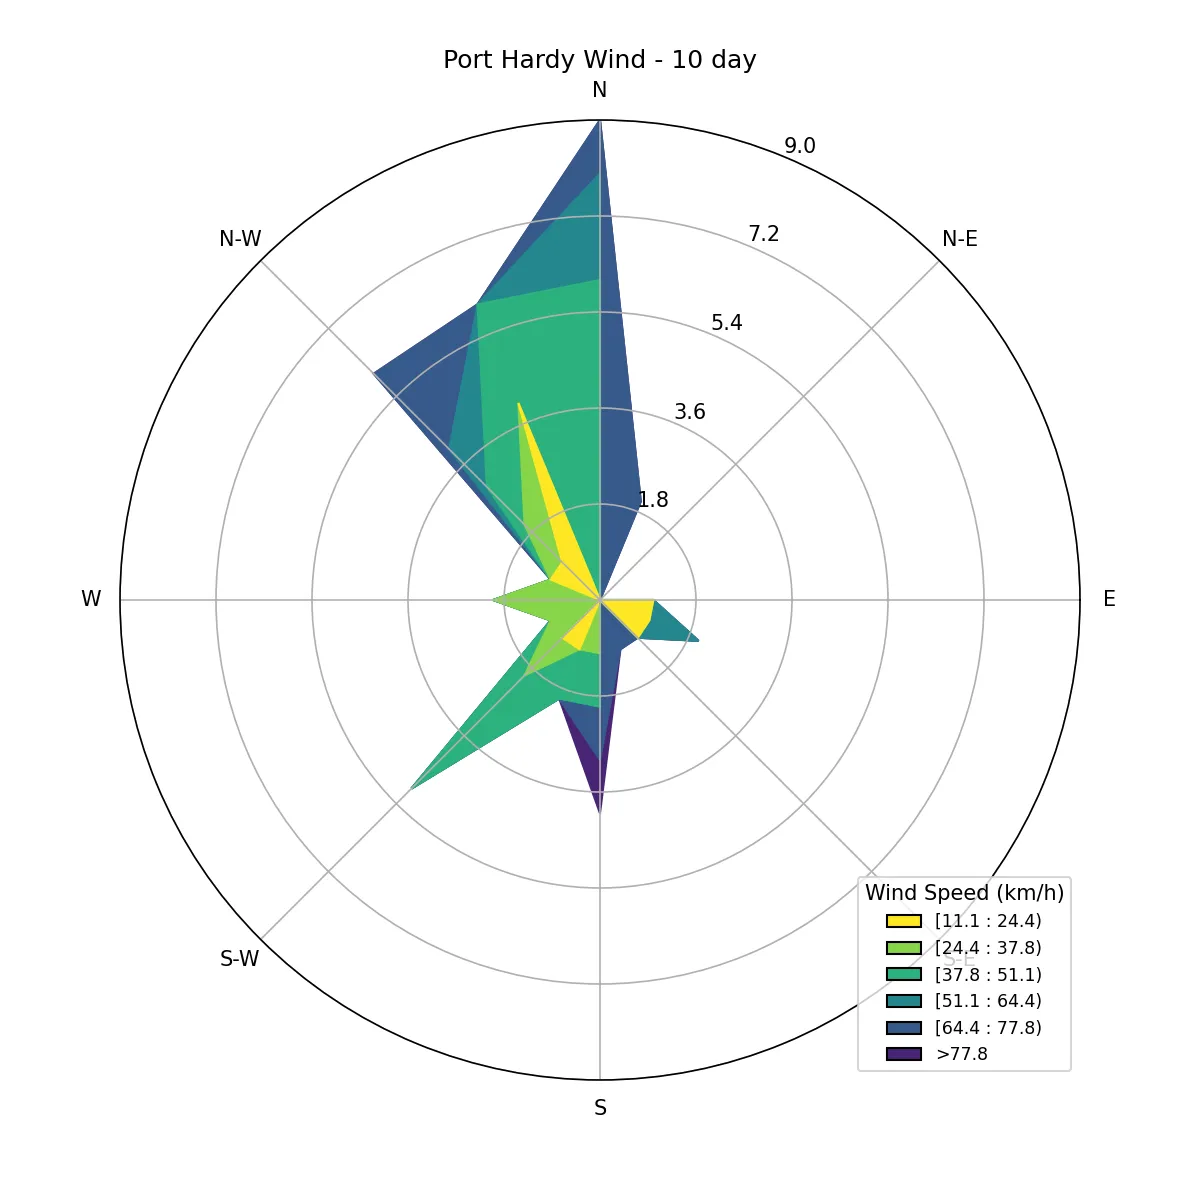 Port Hardy Wind - 10 day
N
9.0
N-W
7.2
N-E
5.4
3.6
1.8
W
E
S-W
S-E
S
Wind Speed (km/h)
[11.1 : 24.4)
[24.4 : 37.8)
[37.8 : 51.1)
[51.1 : 64.4)
[64.4 : 77.8)
>77.8